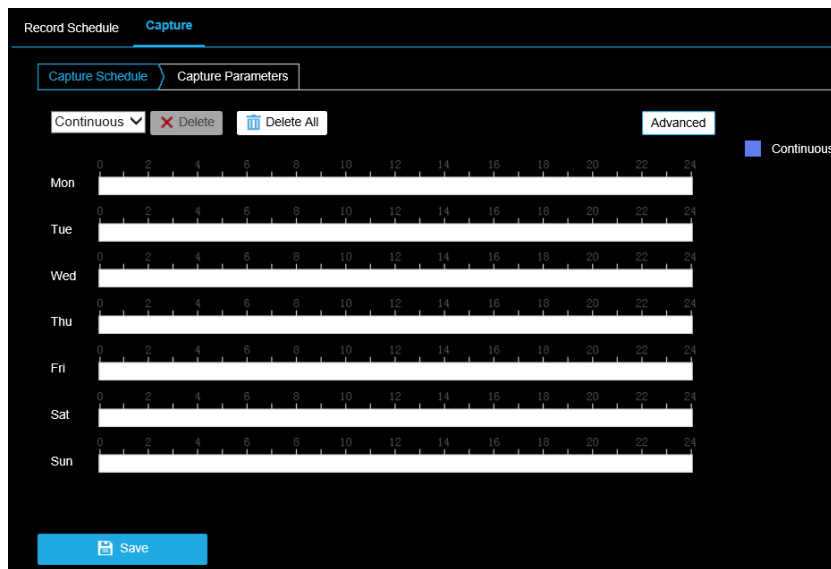 Record Schedule Capture
Capture Schedule Capture Parameters
Continuous Delete Delete All Advanced
Continuous
0 2 4 6 8 10 12 14 16 18 20 22 24
Mon
0 2 4 6 8 10 12 14 16 18 20 22 24
Tue
0 2 4 6 8 10 12 14 16 18 20 22 24
Wed
0 2 4 6 8 10 12 14 16 18 20 22 24
Thu
0 2 4 6 8 10 12 14 16 18 20 22 24
Fri
0 2 4 6 8 10 12 14 16 18 20 22 24
Sat
0 2 4 6 8 10 12 14 16 18 20 22 24
Sun
Save